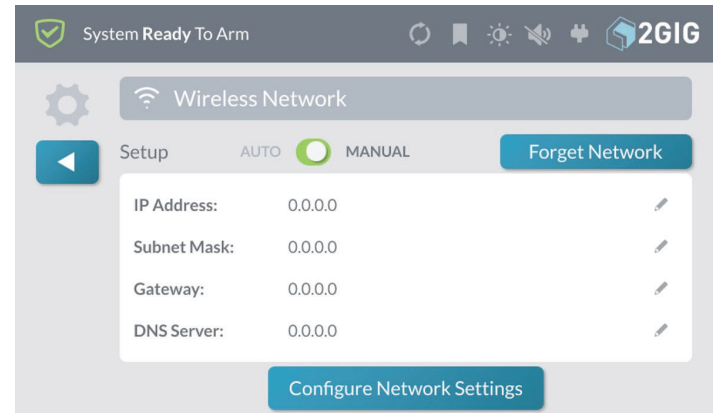 System Ready To Arm
2GIG
Wireless Network
Setup AUTO MANUAL Forget Network
IP Address: 0.0.0.0
Subnet Mask: 0.0.0.0
Gateway: 0.0.0.0
DNS Server: 0.0.0.0
Configure Network Settings